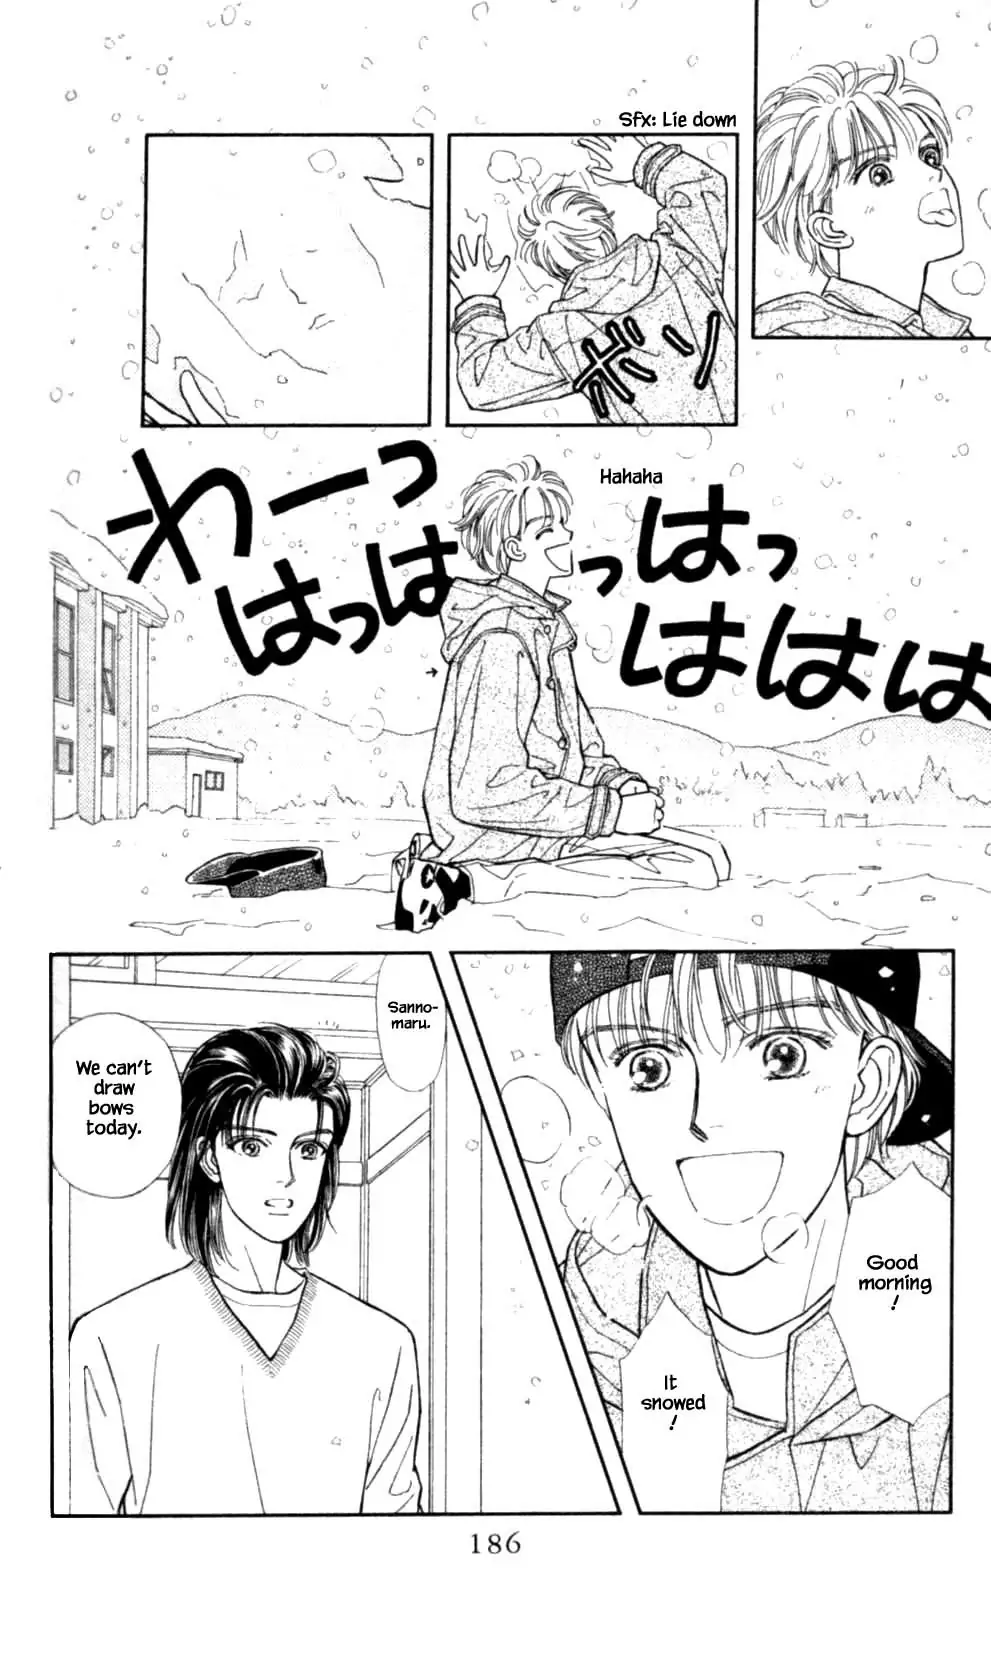 Sfx: Lie down
ボソ
Hahaha
わーっ
はっは
っはっ
ははは
Good
morning
!
It
snowed
!
Sanno-
maru.
We can't
draw
bows
today.
186